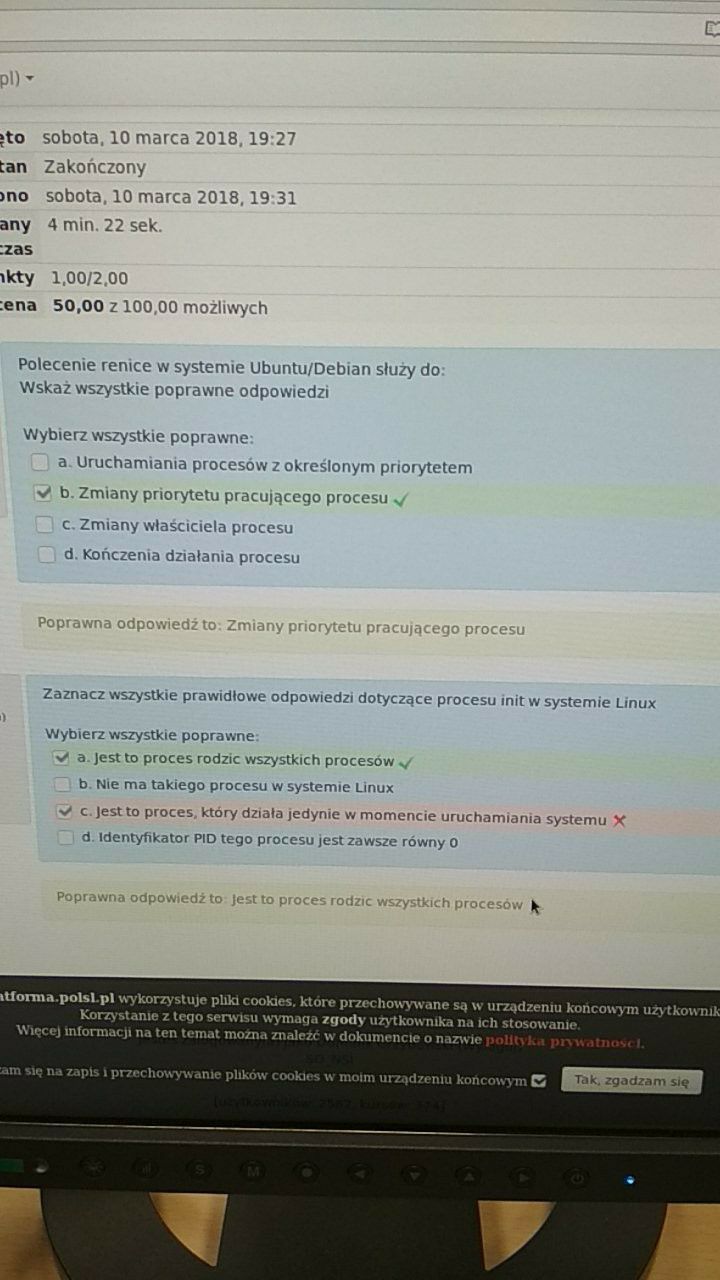 pl)
ęto sobota, 10 marca 2018, 19:27
tan Zakończony
ono sobota, 10 marca 2018, 19:31
any 4 min. 22 sek.
czas
nkty 1,00/2,00
cena 50,00 z 100,00 możliwych
Polecenie renice w systemie Ubuntu/Debian służy do:
Wskaż wszystkie poprawne odpowiedzi
Wybierz wszystkie poprawne:
a. Uruchamiania procesów z określonym priorytetem
b. Zmiany priorytetu pracującego procesu
c. Zmiany właściciela procesu
d. Kończenia działania procesu
Poprawna odpowiedź to: Zmiany priorytetu pracującego procesu
Zaznacz wszystkie prawidłowe odpowiedzi dotyczące procesu init w systemie Linux
Wybierz wszystkie poprawne:
a. Jest to proces rodzic wszystkich procesów
b. Nie ma takiego procesu w systemie Linux
c. Jest to proces, który działa jedynie w momencie uruchamiania systemu
d. Identyfikator PID tego procesu jest zawsze równy 0
Poprawna odpowiedź to: Jest to proces rodzic wszystkich procesów
atforma.polsl.pl wykorzystuje pliki cookies, które przechowywane są w urządzeniu końcowym użytkownik
Korzystanie z tego serwisu wymaga zgody użytkownika na ich stosowanie.
Więcej informacji na ten temat można znaleźć w dokumencie o nazwie polityka prywatności.
zam się na zapis i przechowywanie plików cookies w moim urządzeniu końcowym
Tak, zgadzam się
S M